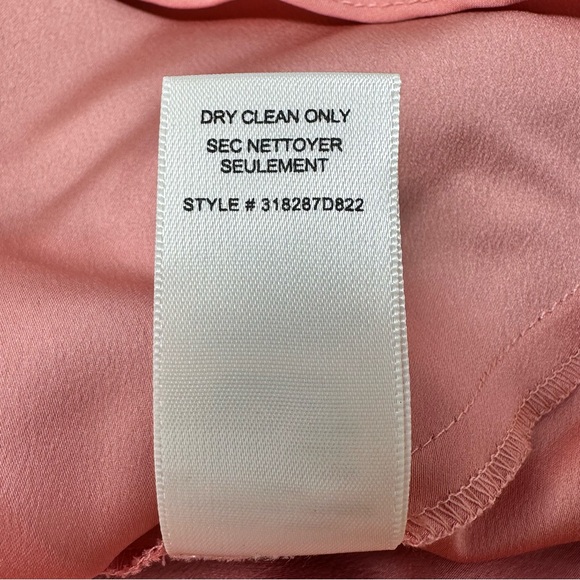 DRY CLEAN ONLY
SEC NETTOYER
SEULEMENT
STYLE # 318287D822